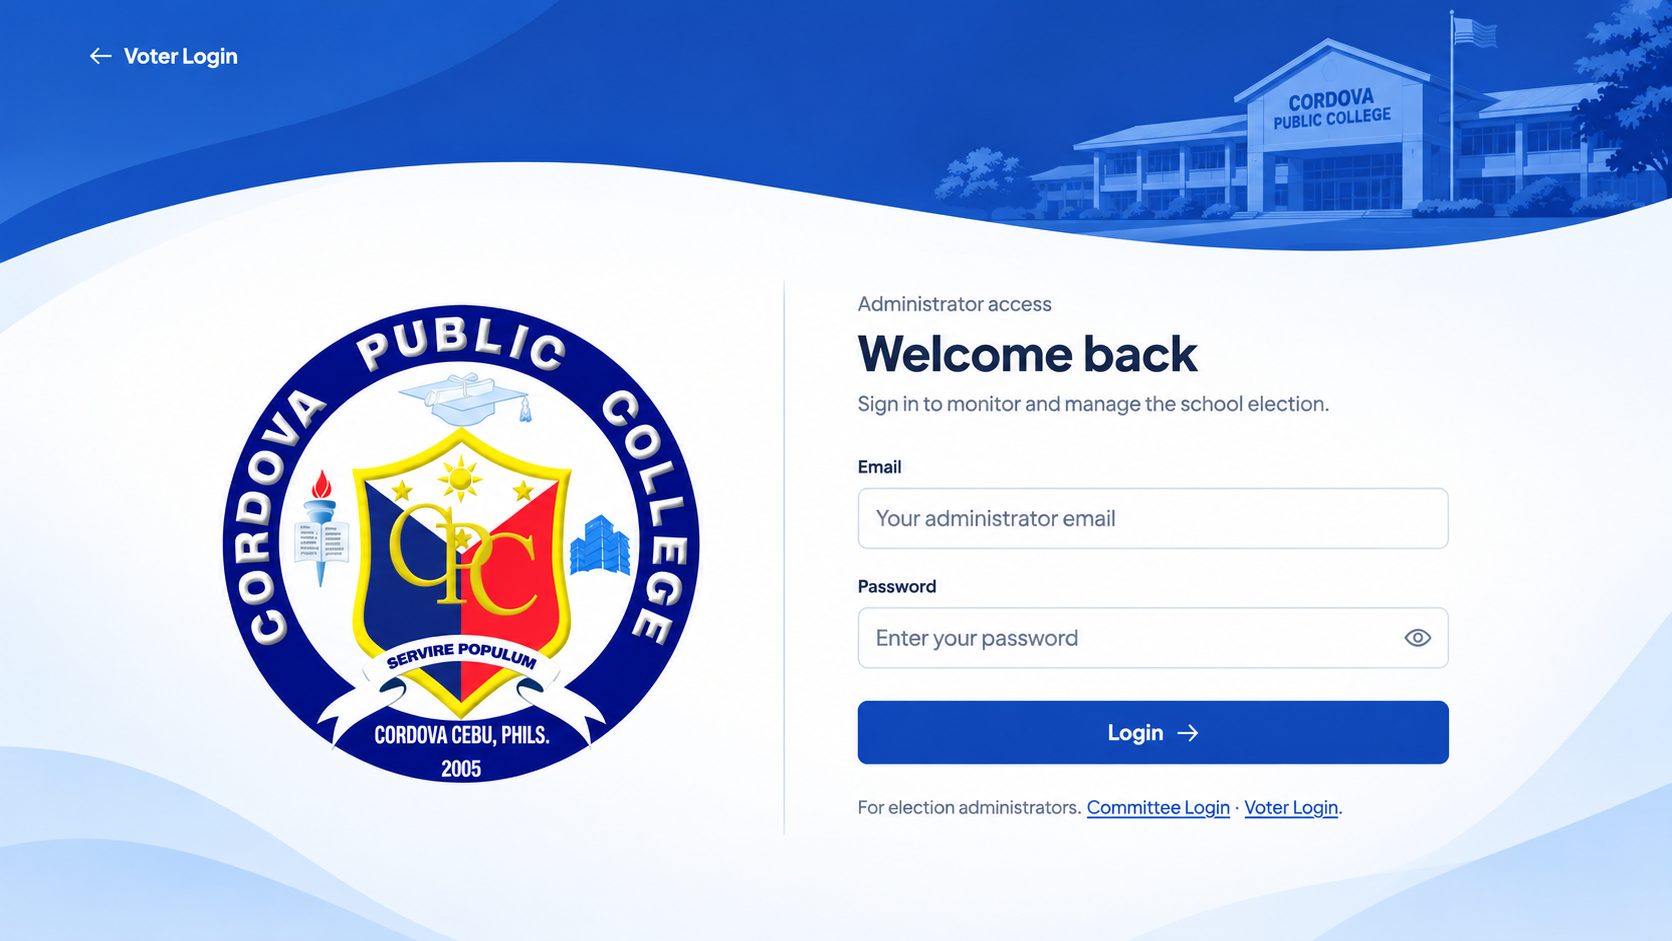 Voter Login
CORDOVA
PUBLIC COLLEGE
CORDOVA PUBLIC COLLEGE
CPC
SERVIRE POPULUM
CORDOVA CEBU, PHILS.
2005
Administrator access
Welcome back
Sign in to monitor and manage the school election.
Email
Your administrator email
Password
Enter your password
Login
For election administrators. Committee Login · Voter Login.